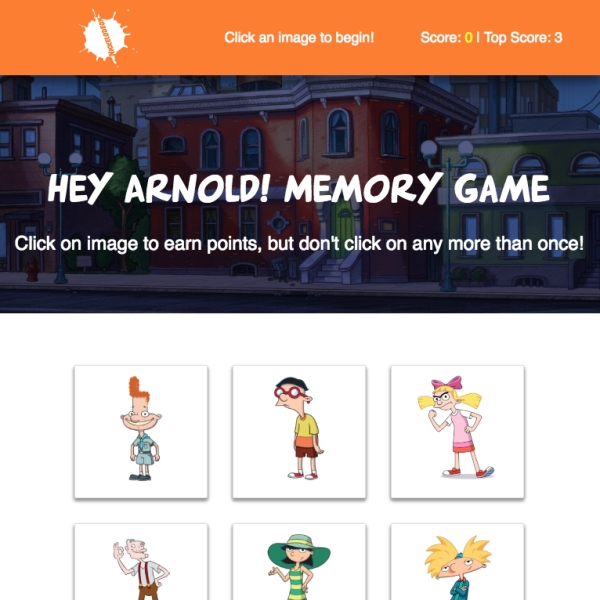 NICKELODEON
Click an image to begin!
Score: 0 | Top Score: 3
HEY ARNOLD! MEMORY GAME
Click on image to earn points, but don't click on any more than once!